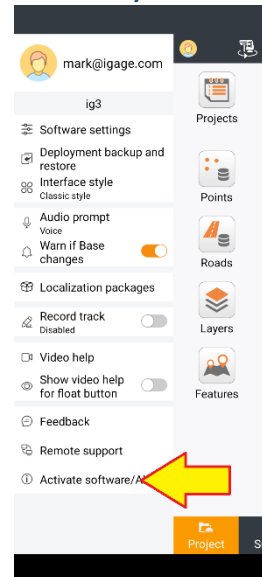 mark@igage.com
ig3
Software settings
Deployment backup and
restore
Interface style
Classic style
Audio prompt
Voice
Warn if Base
changes
Localization packages
Record track
Disabled
Video help
Show video help
for float button
Feedback
Remote support
Activate software/
Projects
Points
Roads
Layers
Features
Project